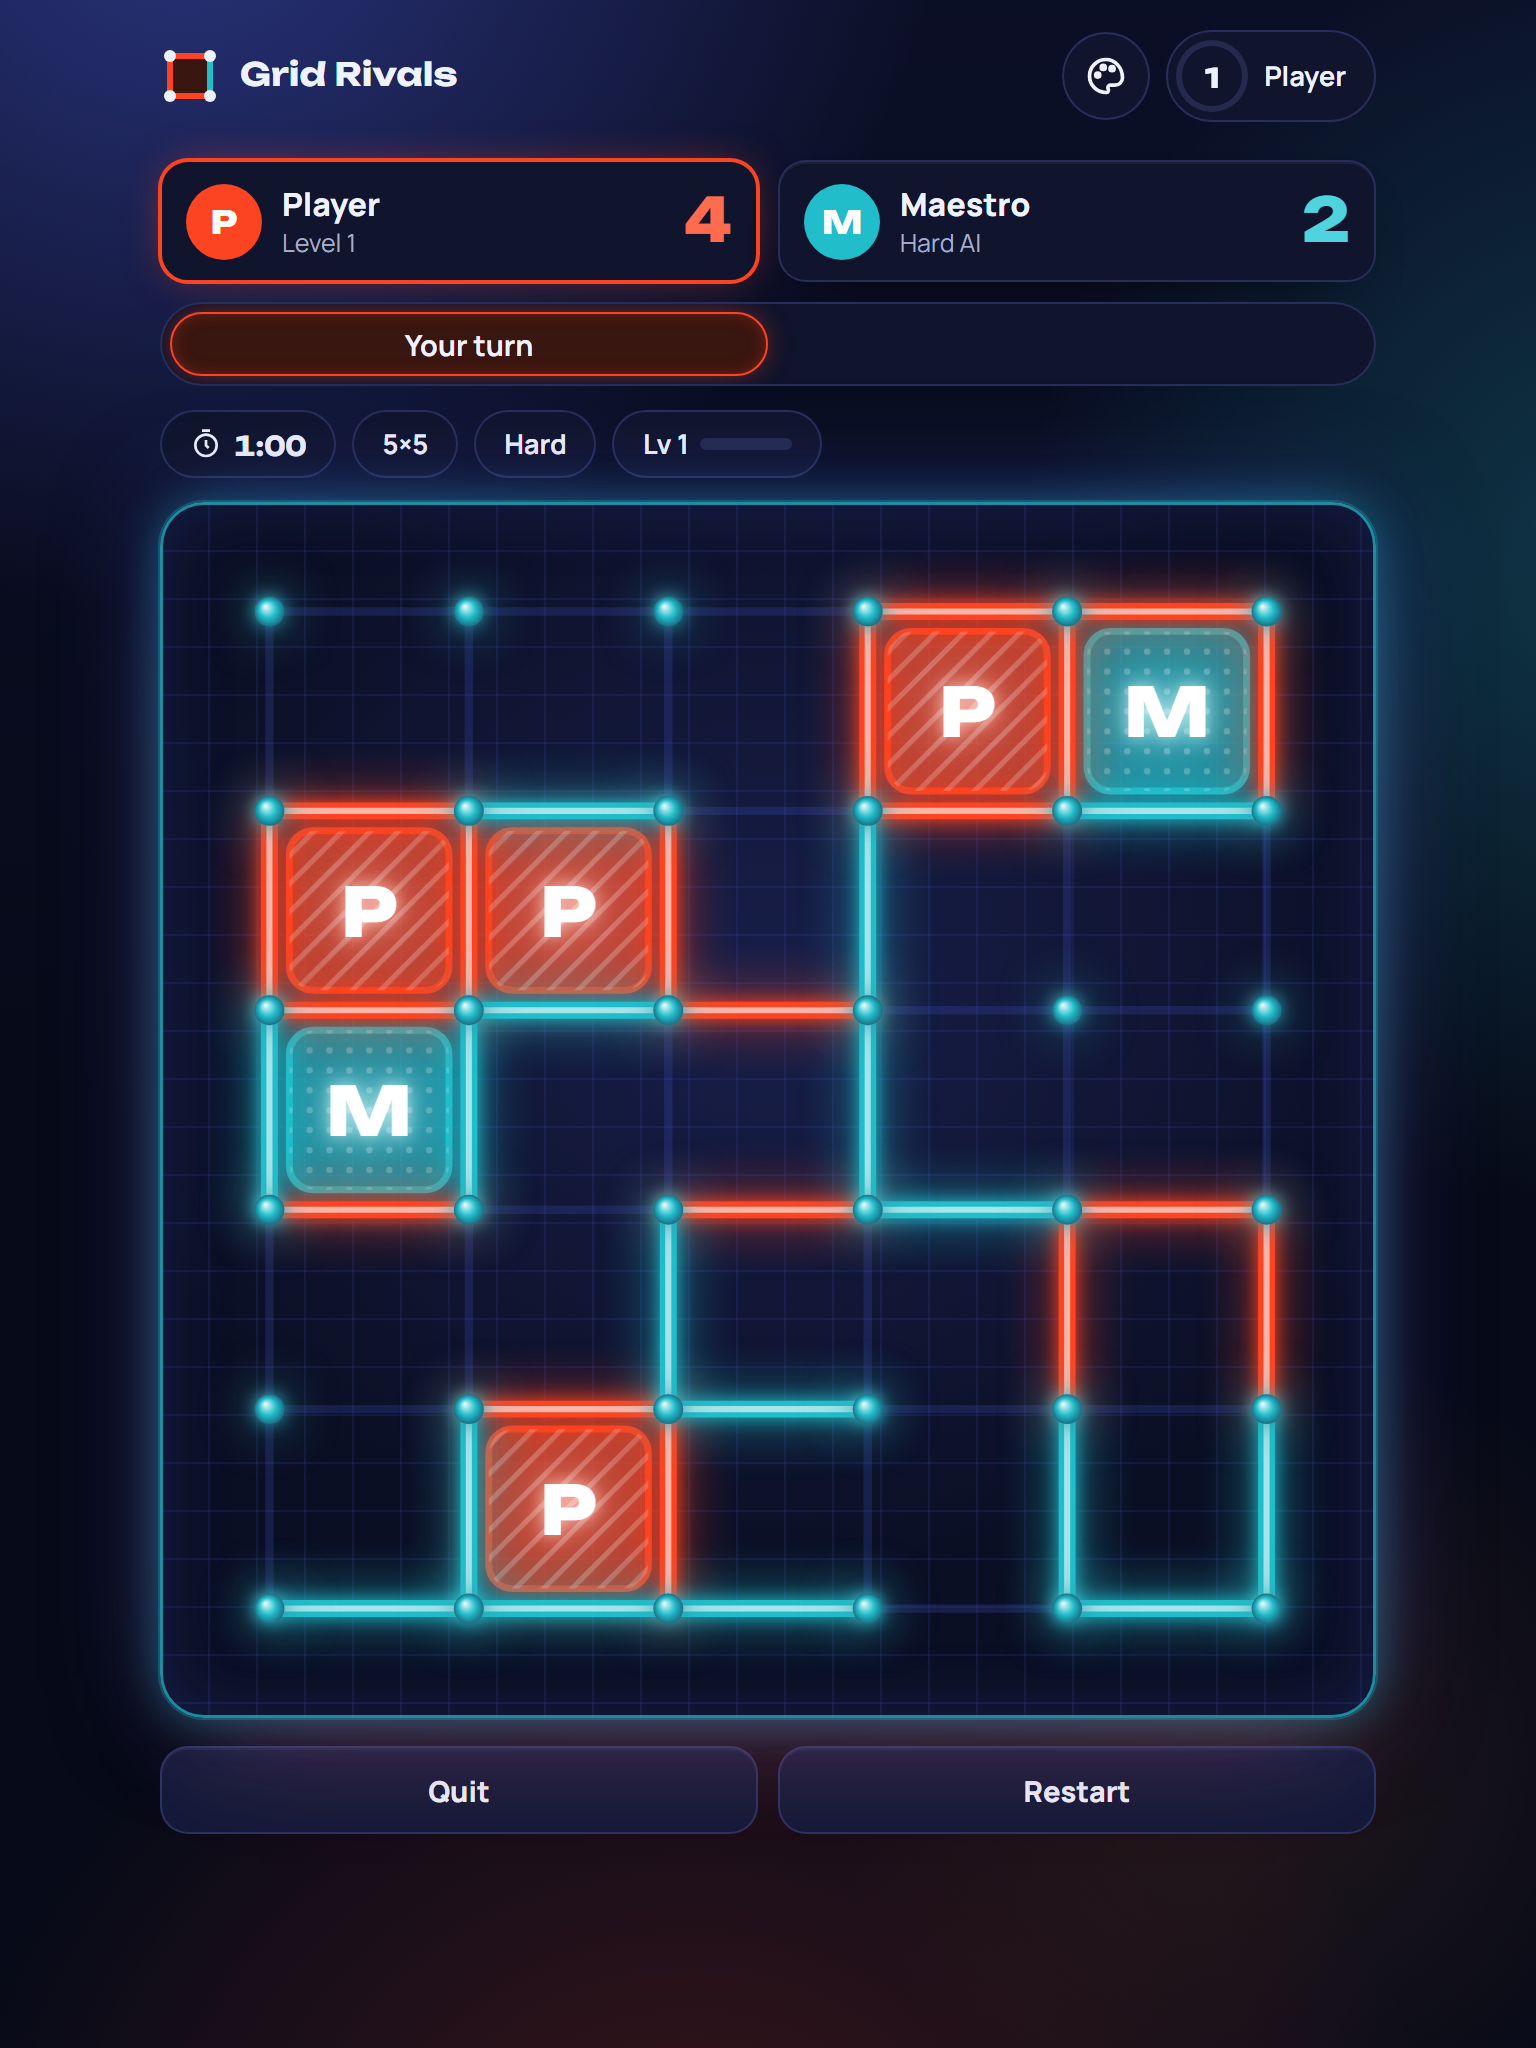 Grid Rivals
1 Player
P Player 4
Level 1
M Maestro 2
Hard AI
Your turn
1:00 5×5 Hard Lv 1
P M
P P
M
P
Quit Restart